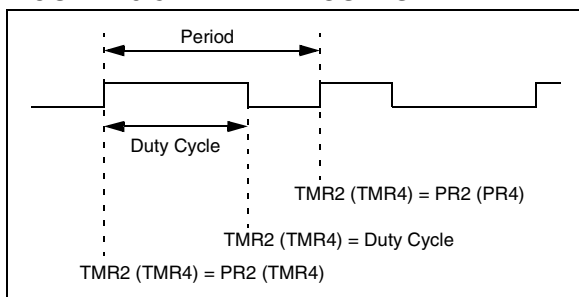 Period
Duty Cycle
TMR2 (TMR4) = PR2 (PR4)
TMR2 (TMR4) = Duty Cycle
TMR2 (TMR4) = PR2 (TMR4)